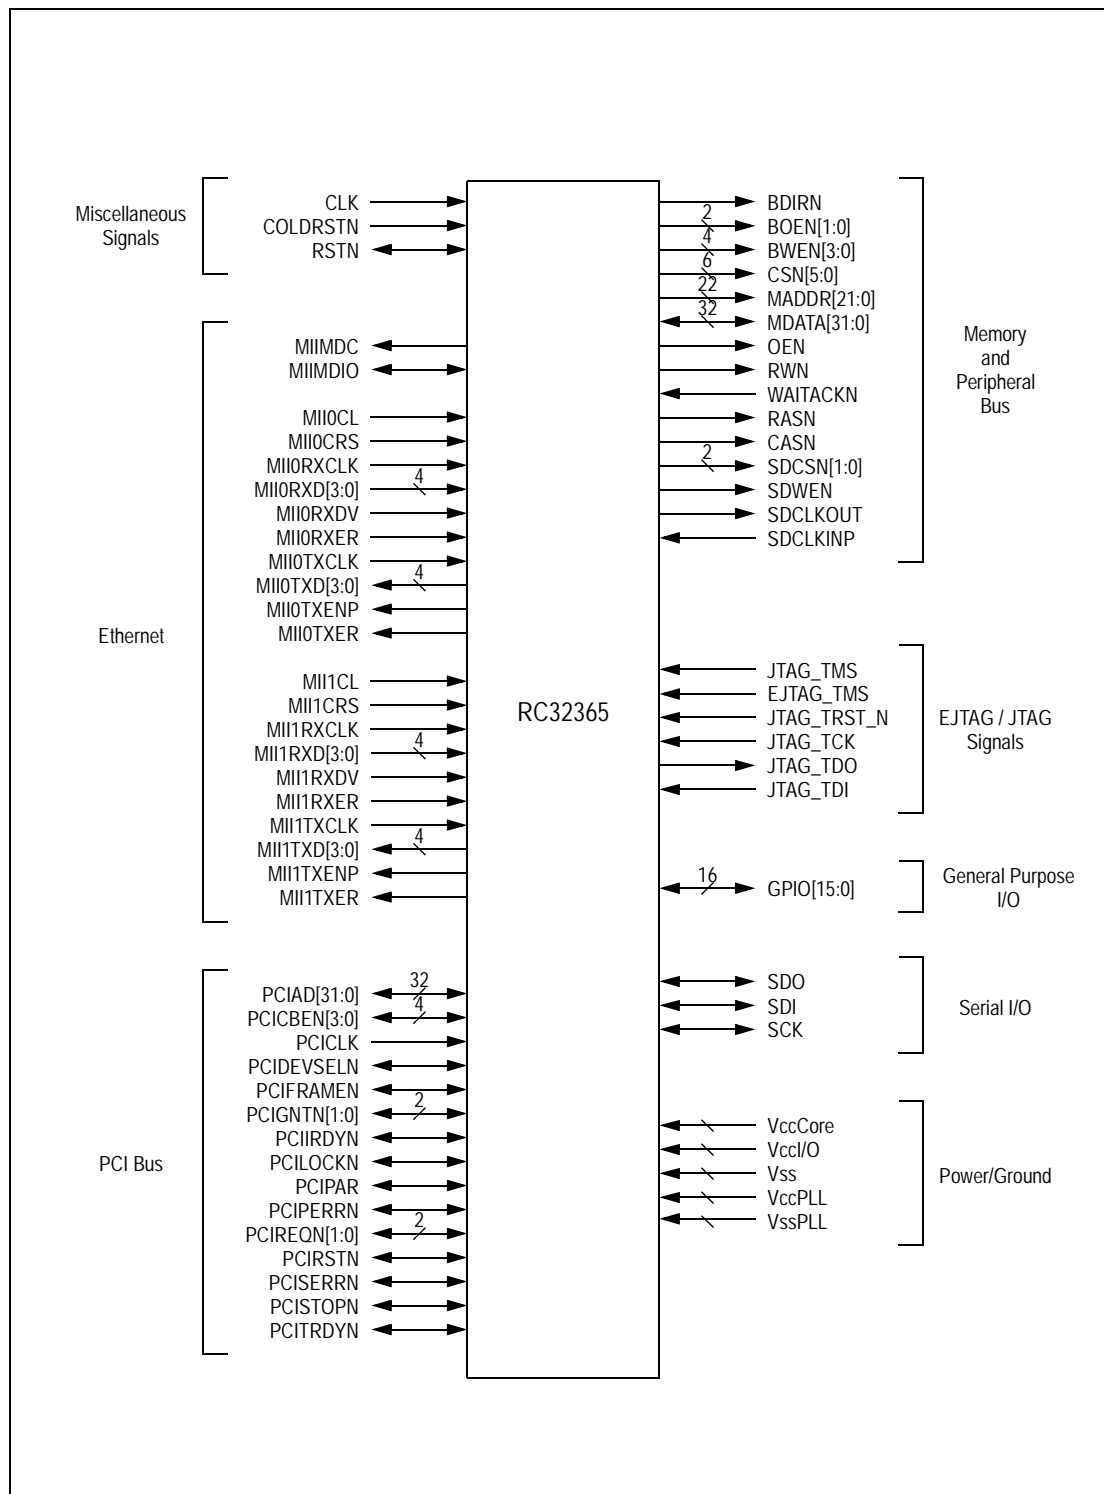 Miscellaneous
Signals
CLK
COLDRSTN
RSTN
Ethernet
MIIMDC
MIIMDIO
MII0CL
MII0CRS
MII0RXCLK
MII0RXD[3:0] 4
MII0RXDV
MII0RXER
MII0TXCLK
MII0TXD[3:0] 4
MII0TXENP
MII0TXER
MII1CL
MII1CRS
MII1RXCLK
MII1RXD[3:0] 4
MII1RXDV
MII1RXER
MII1TXCLK
MII1TXD[3:0] 4
MII1TXENP
MII1TXER
PCI Bus
PCIAD[31:0] 32
PCICBEN[3:0] 4
PCICLK
PCIDEVSELN
PCIFRAMEN
PCIGNTN[1:0] 2
PCIIRDYN
PCILOCKN
PCIPAR
PCIPERRN
PCIREQN[1:0] 2
PCIRSTN
PCISERRN
PCISTOPN
PCITRDYN
RC32365
BDIRN
2 BOEN[1:0]
4 BWEN[3:0]
6 CSN[5:0]
22 MADDR[21:0]
32 MDATA[31:0]
OEN
RWN
WAITACKN
RASN
CASN
2 SDCSN[1:0]
SDWEN
SDCLKOUT
SDCLKINP
Memory
and
Peripheral
Bus
JTAG_TMS
EJTAG_TMS
JTAG_TRST_N
JTAG_TCK
JTAG_TDO
JTAG_TDI
EJTAG / JTAG
Signals
16 GPIO[15:0]
General Purpose
I/O
SDO
SDI
SCK
Serial I/O
VccCore
VccI/O
Vss
VccPLL
VssPLL
Power/Ground